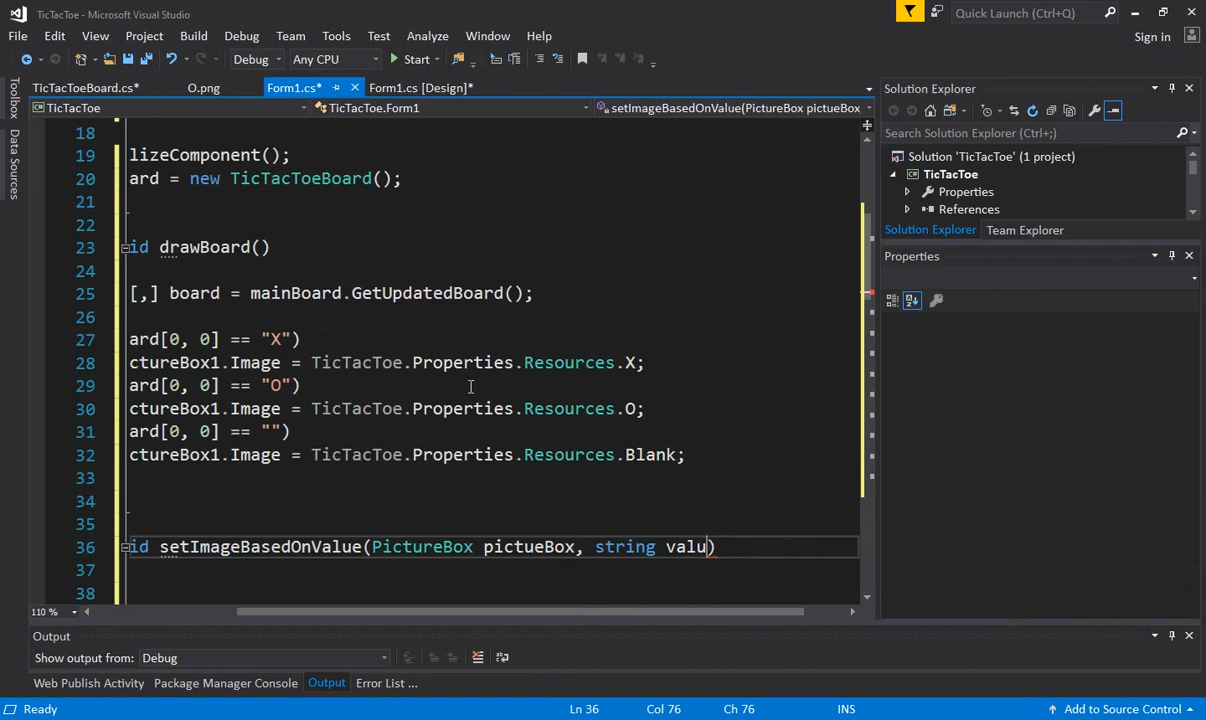 TicTacToe - Microsoft Visual Studio
Quick Launch (Ctrl+Q)
File Edit View Project Build Debug Team Tools Test Analyze Window Help
Sign in
Debug Any CPU Start
Toolbox
Data Sources
TicTacToeBoard.cs* O.png Form1.cs* Form1.cs [Design]*
TicTacToe TicTacToe.Form1 setImageBasedOnValue(PictureBox pictueBox
18
19 lizeComponent();
20 ard = new TicTacToeBoard();
21
22
23 id drawBoard()
24
25 [,] board = mainBoard.GetUpdatedBoard();
26
27 ard[0, 0] == "X")
28 ctureBox1.Image = TicTacToe.Properties.Resources.X;
29 ard[0, 0] == "O")
30 ctureBox1.Image = TicTacToe.Properties.Resources.O;
31 ard[0, 0] == "")
32 ctureBox1.Image = TicTacToe.Properties.Resources.Blank;
33
34
35
36 id setImageBasedOnValue(PictureBox pictueBox, string valu)
37
38
110 %
Solution Explorer
Search Solution Explorer (Ctrl+;)
Solution 'TicTacToe' (1 project)
TicTacToe
Properties
References
Solution Explorer Team Explorer
Properties
Output
Show output from: Debug
Web Publish Activity Package Manager Console Output Error List ...
Ready Ln 36 Col 76 Ch 76 INS Add to Source Control